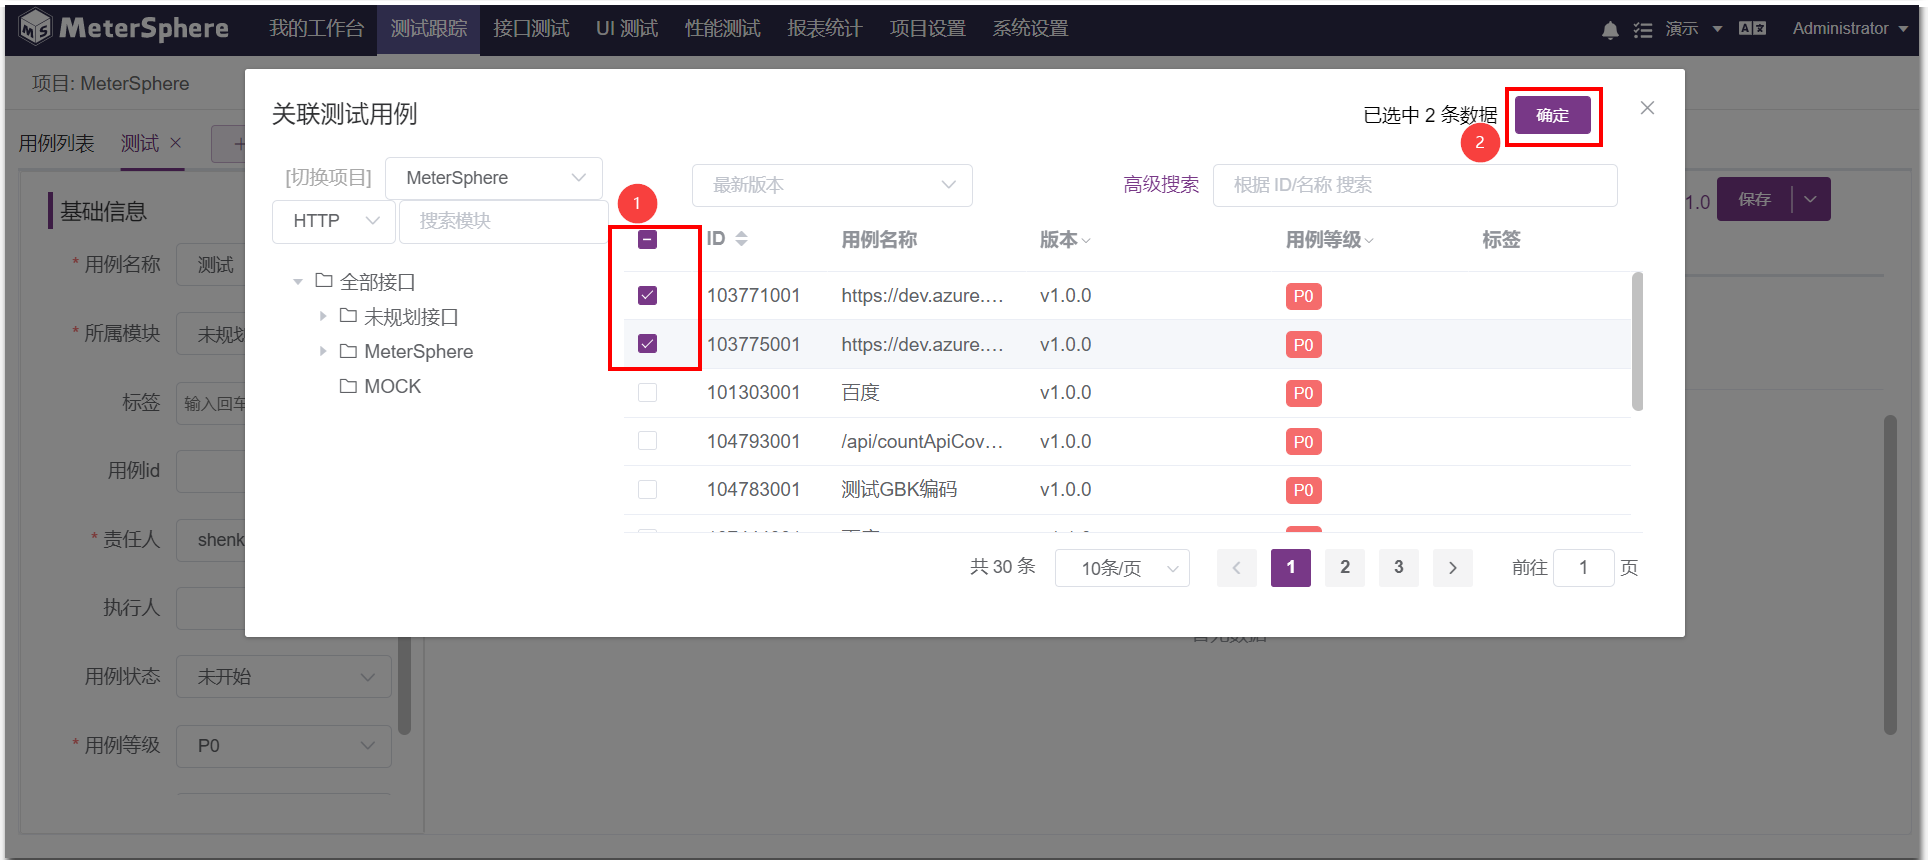 MeterSphere 我的工作台 测试跟踪 接口测试 UI 测试 性能测试 报表统计 项目设置 系统设置 演示 Administrator
项目: MeterSphere
用例列表 测试
关联测试用例 已选中 2 条数据 确定
2
[切换项目] MeterSphere 最新版本 高级搜索 根据 ID/名称 搜索
HTTP 搜索模块 1
ID 用例名称 版本 用例等级 标签
全部接口
未规划接口
MeterSphere
MOCK
103771001 https://dev.azure.... v1.0.0 P0
103775001 https://dev.azure.... v1.0.0 P0
101303001 百度 v1.0.0 P0
104793001 /api/countApiCov... v1.0.0 P0
104783001 测试GBK编码 v1.0.0 P0
共 30 条 10条/页 1 2 3 前往 1 页
1.0 保存
基础信息
* 用例名称 测试
* 所属模块 未规划
标签 输入回车
用例id
* 责任人 shenk
执行人
用例状态 未开始
* 用例等级 P0